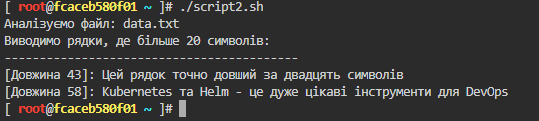 [ root@fcaceb580f01 ~ ]# ./script2.sh
Аналізуємо файл: data.txt
Виводимо рядки, де більше 20 символів:
----------------------------------------
[Довжина 43]: Цей рядок точно довший за двадцять символів
[Довжина 58]: Kubernetes та Helm - це дуже цікаві інструменти для DevOps
[ root@fcaceb580f01 ~ ]#